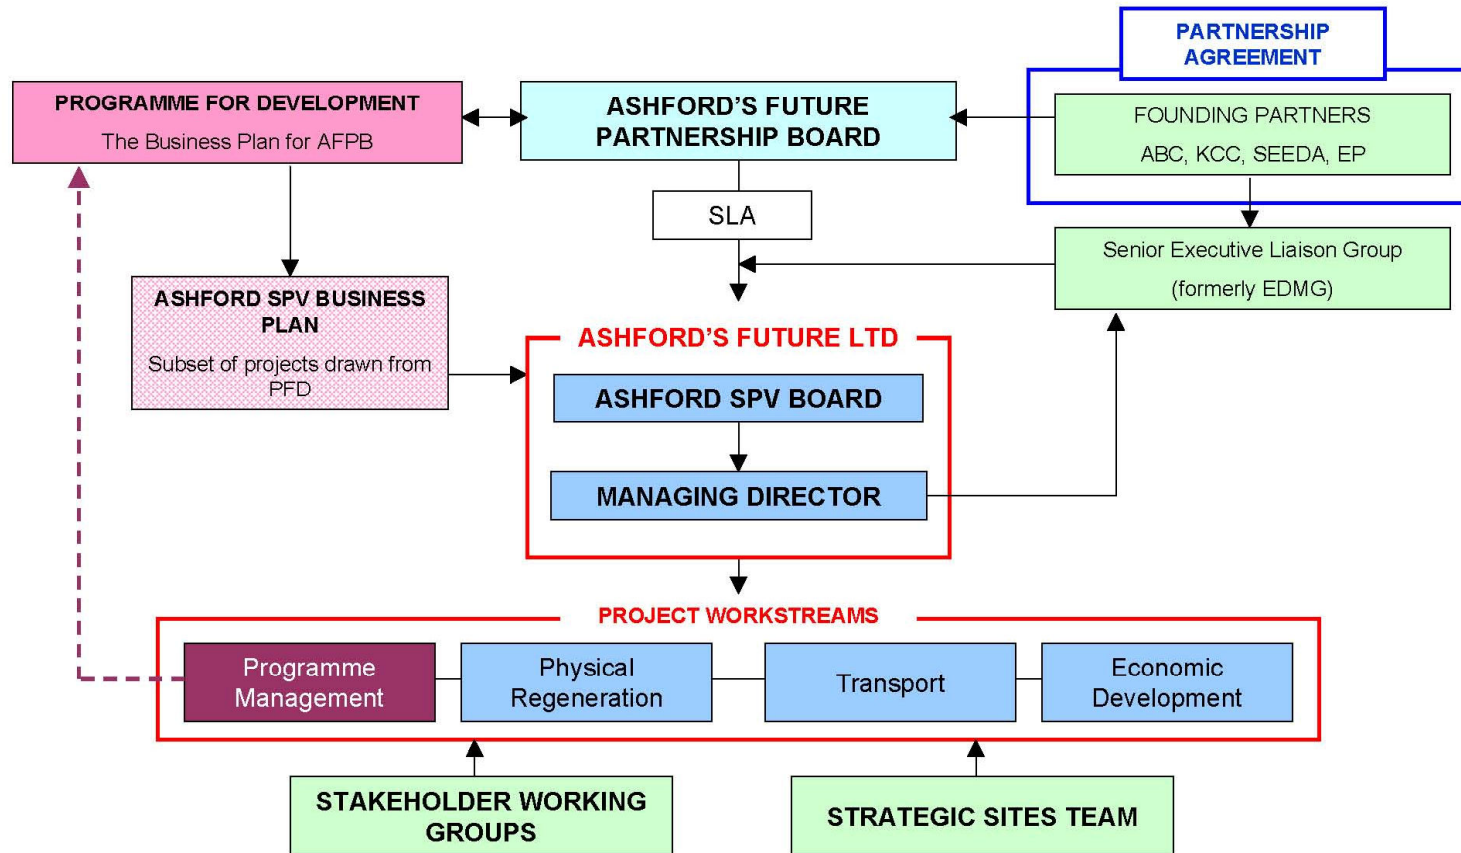 PARTNERSHIP
AGREEMENT
PROGRAMME FOR DEVELOPMENT
The Business Plan for AFPB
ASHFORD'S FUTURE
PARTNERSHIP BOARD
FOUNDING PARTNERS
ABC, KCC, SEEDA, EP
SLA
Senior Executive Liaison Group
(formerly EDMG)
ASHFORD SPV BUSINESS
PLAN
Subset of projects drawn from
PFD
ASHFORD'S FUTURE LTD
ASHFORD SPV BOARD
MANAGING DIRECTOR
PROJECT WORKSTREAMS
Programme
Management
Physical
Regeneration
Transport
Economic
Development
STAKEHOLDER WORKING
GROUPS
STRATEGIC SITES TEAM